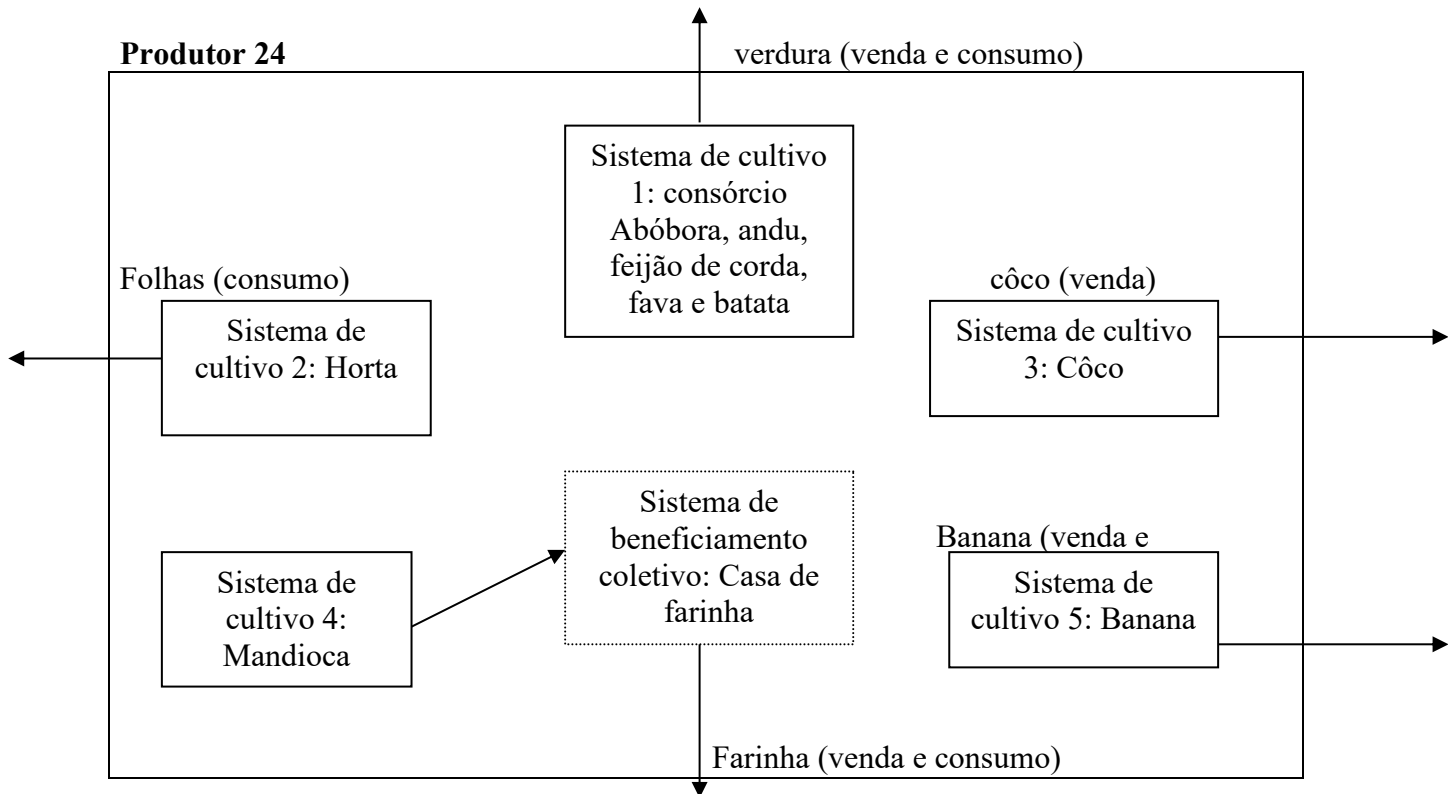 Produtor 24
verdura (venda e consumo)
Sistema de cultivo
1: consórcio
Abóbora, andu,
feijão de corda,
fava e batata
Folhas (consumo)
Sistema de
cultivo 2: Horta
côco (venda)
Sistema de cultivo
3: Côco
Sistema de
cultivo 4:
Mandioca
Sistema de
beneficiamento
coletivo: Casa de
farinha
Banana (venda e
Sistema de
cultivo 5: Banana
Farinha (venda e consumo)